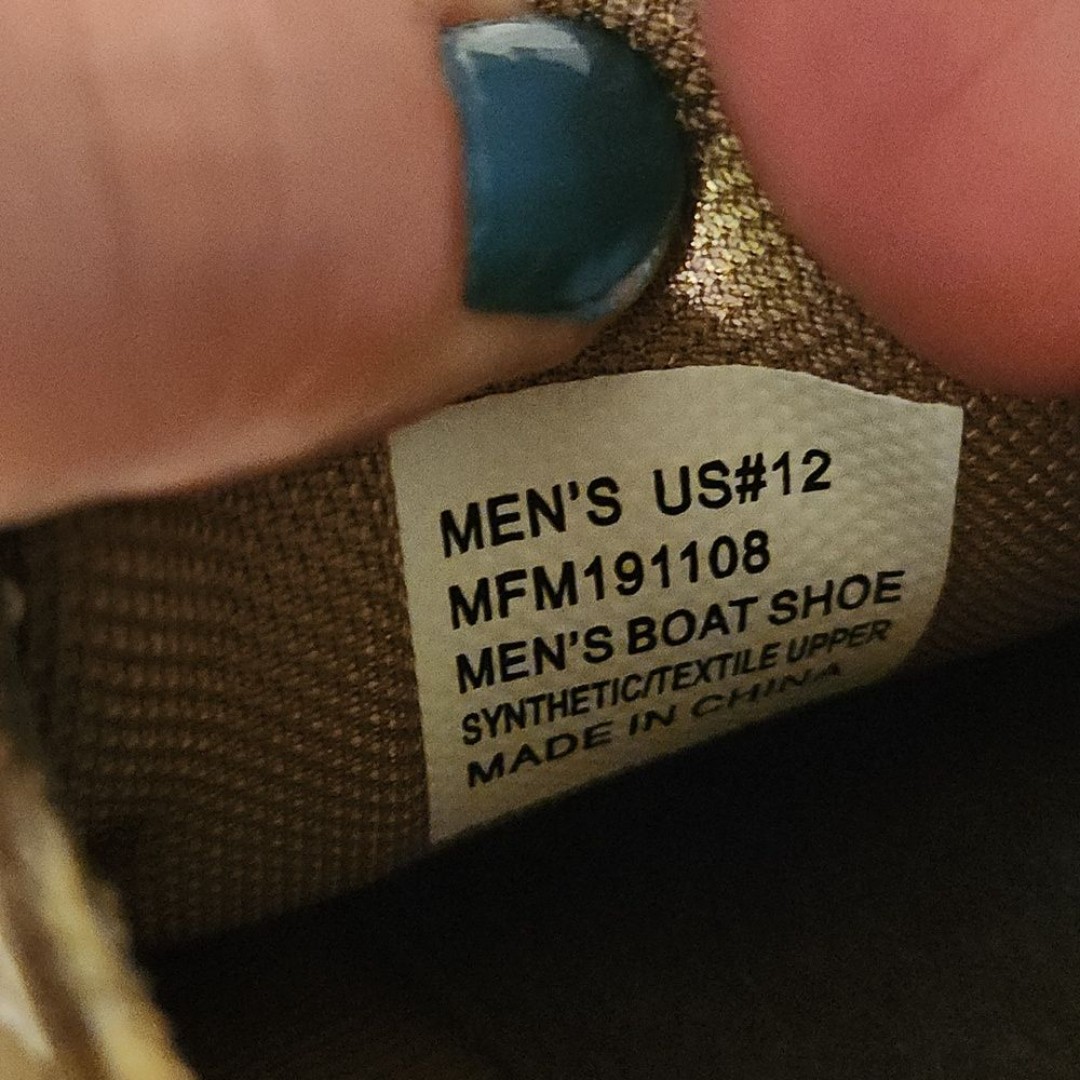 MEN'S US#12
MFM191108
MEN'S BOAT SHOE
SYNTHETIC/TEXTILE UPPER
MADE IN CHINA